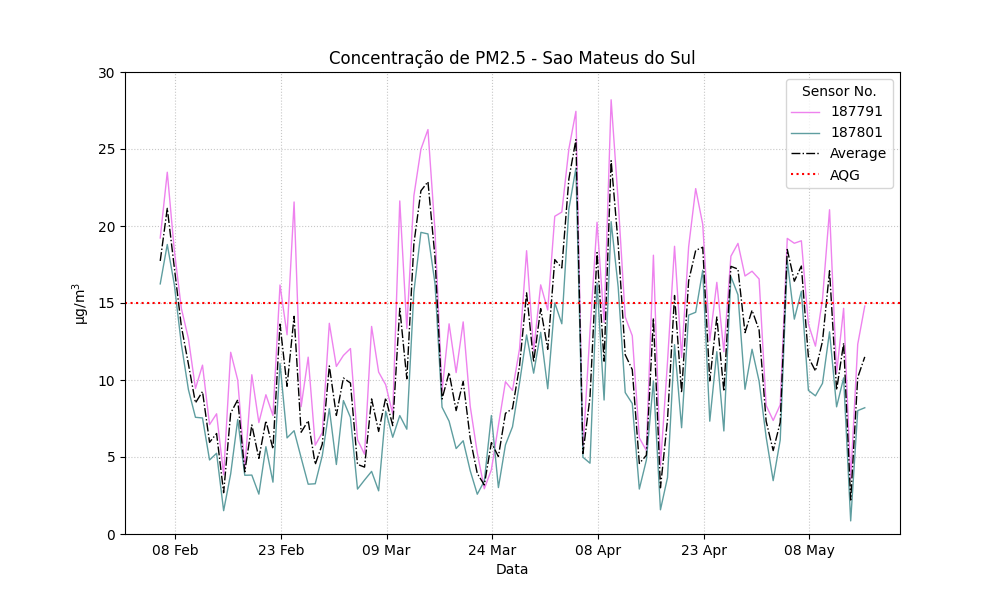 Concentração de PM2.5 - Sao Mateus do Sul
30
25
20
15
10
5
0
µg/m³
Sensor No.
187791
187801
Average
AQG
08 Feb
23 Feb
09 Mar
24 Mar
08 Apr
23 Apr
08 May
Data